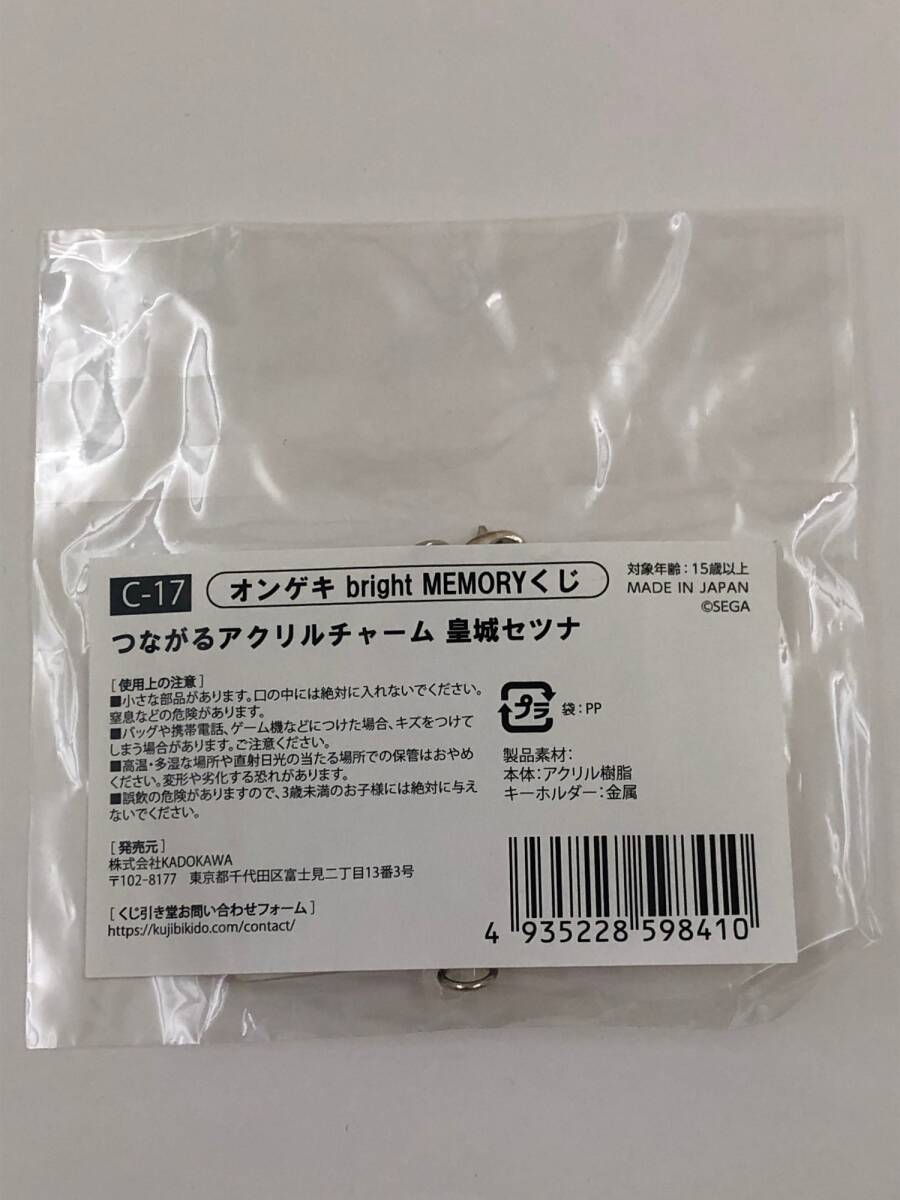 C-17 オンゲキ bright MEMORYくじ
対象年齢：15歳以上
MADE IN JAPAN
©SEGA
つながるアクリルチャーム 皇城セツナ
［使用上の注意］
■小さな部品があります。口の中には絶対に入れないでください。
窒息などの危険があります。
■バッグや携帯電話、ゲーム機などにつけた場合、キズをつけて
しまう場合があります。ご注意ください。
■高温・多湿な場所や直射日光の当たる場所での保管はおやめ
ください。変形や劣化する恐れがあります。
■誤飲の危険がありますので、3歳未満のお子様には絶対に与え
ないでください。
プラ 袋：PP
製品素材：
本体：アクリル樹脂
キーホルダー：金属
［発売元］
株式会社KADOKAWA
〒102-8177 東京都千代田区富士見二丁目13番3号
［くじ引き堂お問い合わせフォーム］
https://kujibikido.com/contact/
4 935228 598410